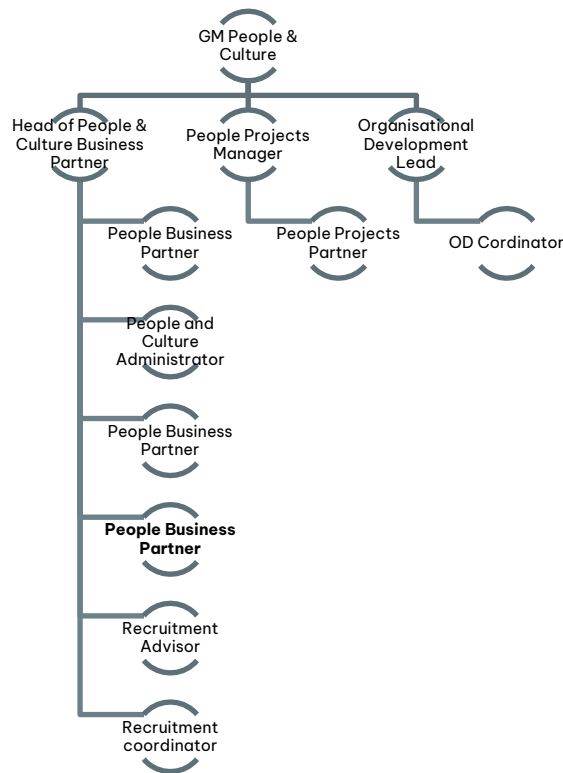 GM People &
Culture
Head of People &
Culture Business
Partner
People Projects
Manager
Organisational
Development
Lead
People Business
Partner
People Projects
Partner
OD Cordinator
People and
Culture
Administrator
People Business
Partner
People Business
Partner
Recruitment
Advisor
Recruitment
coordinator